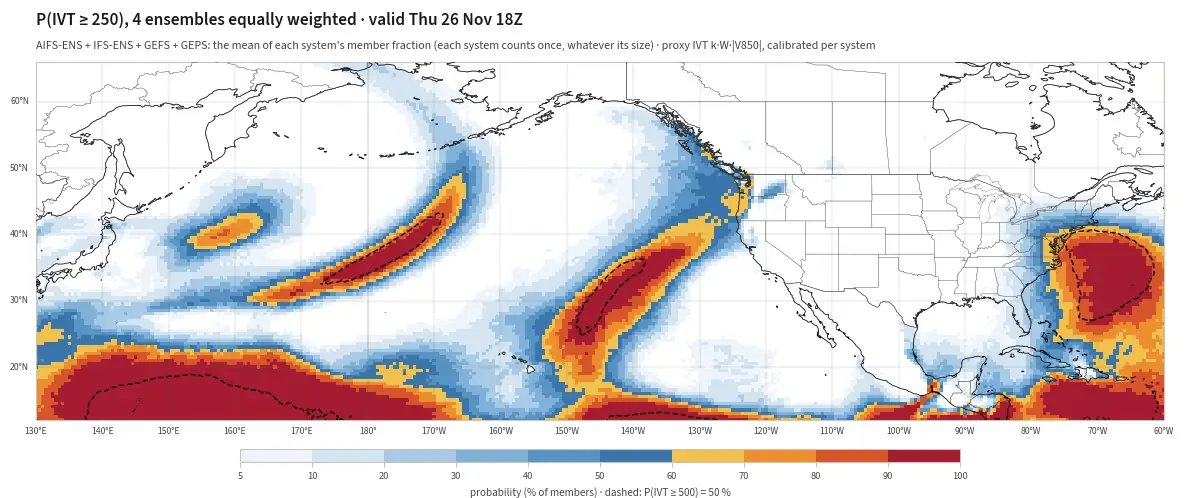 P(IVT ≥ 250), 4 ensembles equally weighted · valid Thu 26 Nov 18Z
AIFS-ENS + IFS-ENS + GEFS + GEPS: the mean of each system's member fraction (each system counts once, whatever its size) · proxy IVT k·W·|V850|, calibrated per system
60°N
50°N
40°N
30°N
20°N
130°E 140°E 150°E 160°E 170°E 180° 170°W 160°W 150°W 140°W 130°W 120°W 110°W 100°W 90°W 80°W 70°W 60°W
5 10 20 30 40 50 60 70 80 90 100
probability (% of members) · dashed: P(IVT ≥ 500) = 50 %